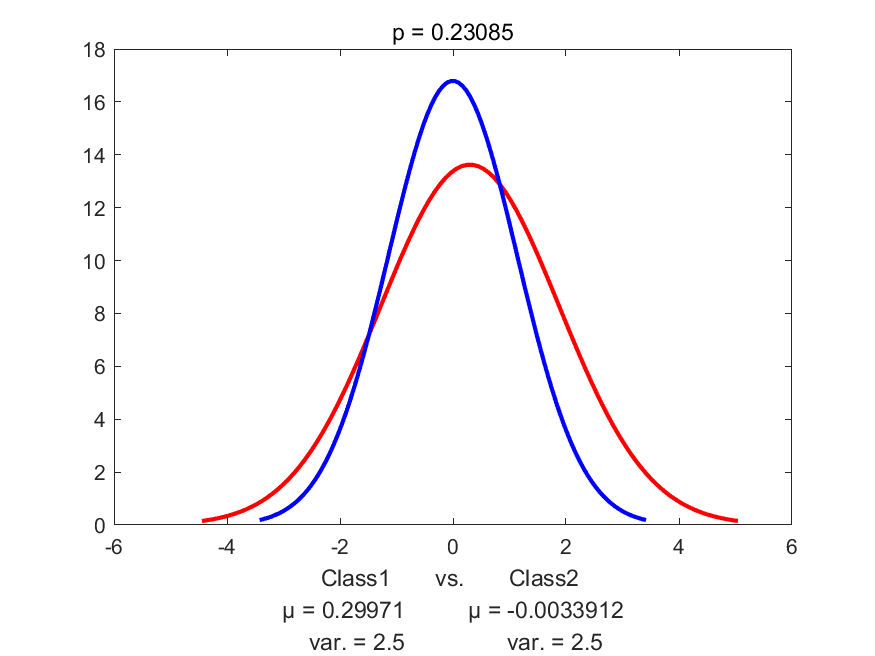 p = 0.23085
18
16
14
12
10
8
6
4
2
0
-6 -4 -2 0 2 4 6
Class1 vs. Class2
μ = 0.29971 μ = -0.0033912
var. = 2.5 var. = 2.5